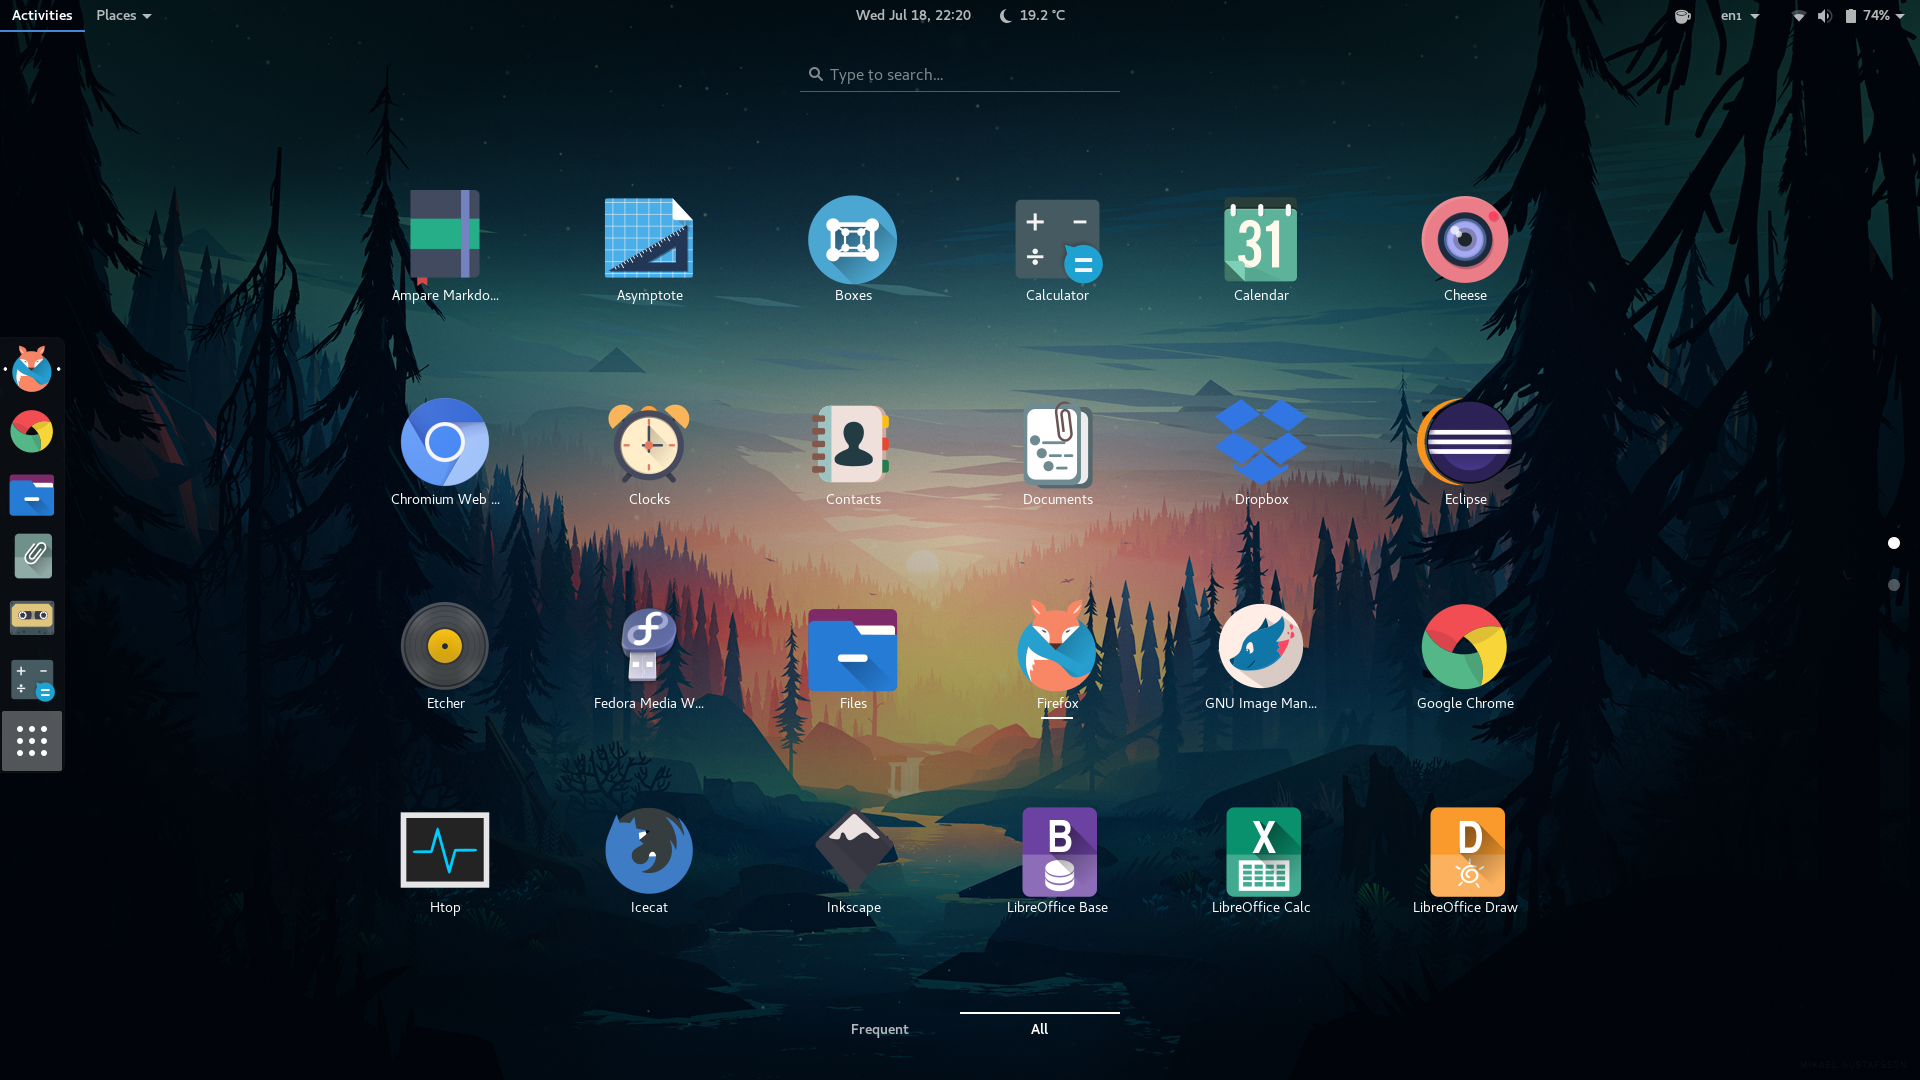 Activities Places Wed Jul 18, 22:20 19.2 °C en1 74%
Type to search...
31
Ampare Markdo... Asymptote Boxes Calculator Calendar Cheese
Chromium Web ... Clocks Contacts Documents Dropbox Eclipse
Etcher Fedora Media W... Files Firefox GNU Image Man... Google Chrome
B X D
Htop Icecat Inkscape LibreOffice Base LibreOffice Calc LibreOffice Draw
Frequent All